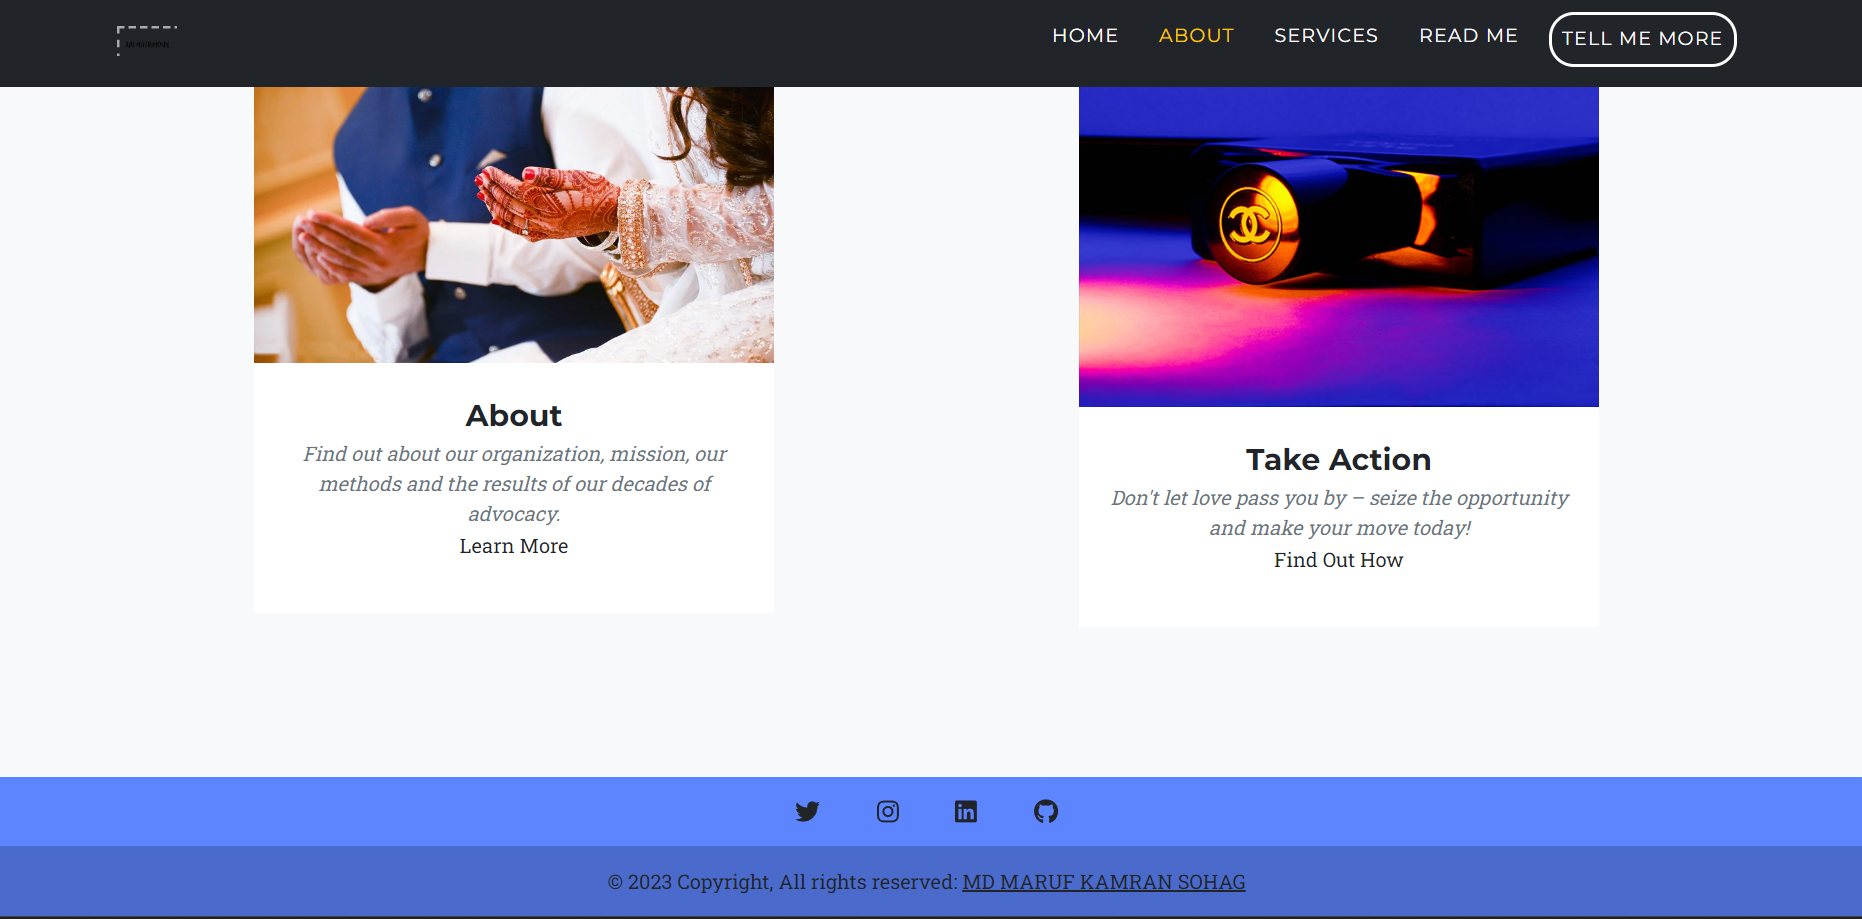 HOME
ABOUT
SERVICES
READ ME
TELL ME MORE
About
Find out about our organization, mission, our
methods and the results of our decades of
advocacy.
Learn More
Take Action
Don't let love pass you by – seize the opportunity
and make your move today!
Find Out How
© 2023 Copyright, All rights reserved: MD MARUF KAMRAN SOHAG